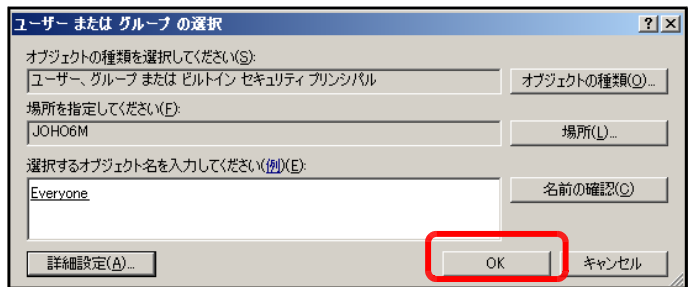 ユーザー または グループ の選択
オブジェクトの種類を選択してください(S):
ユーザー、グループ または ビルトイン セキュリティ プリンシパル
オブジェクトの種類(O)...
場所を指定してください(F):
JOHO6M
場所(L)...
選択するオブジェクト名を入力してください(例)(E):
Everyone
名前の確認(C)
詳細設定(A)...
OK
キャンセル